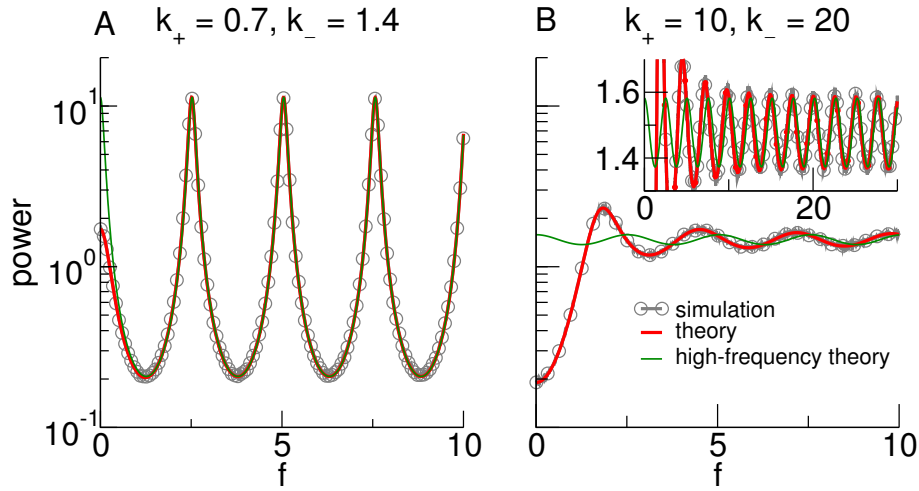 A k₊ = 0.7, k₋ = 1.4
B k₊ = 10, k₋ = 20
power
10¹
10⁰
10⁻¹
0 5 10
f
1.6
1.4
0 20
simulation
theory
high-frequency theory
0 5 10
f